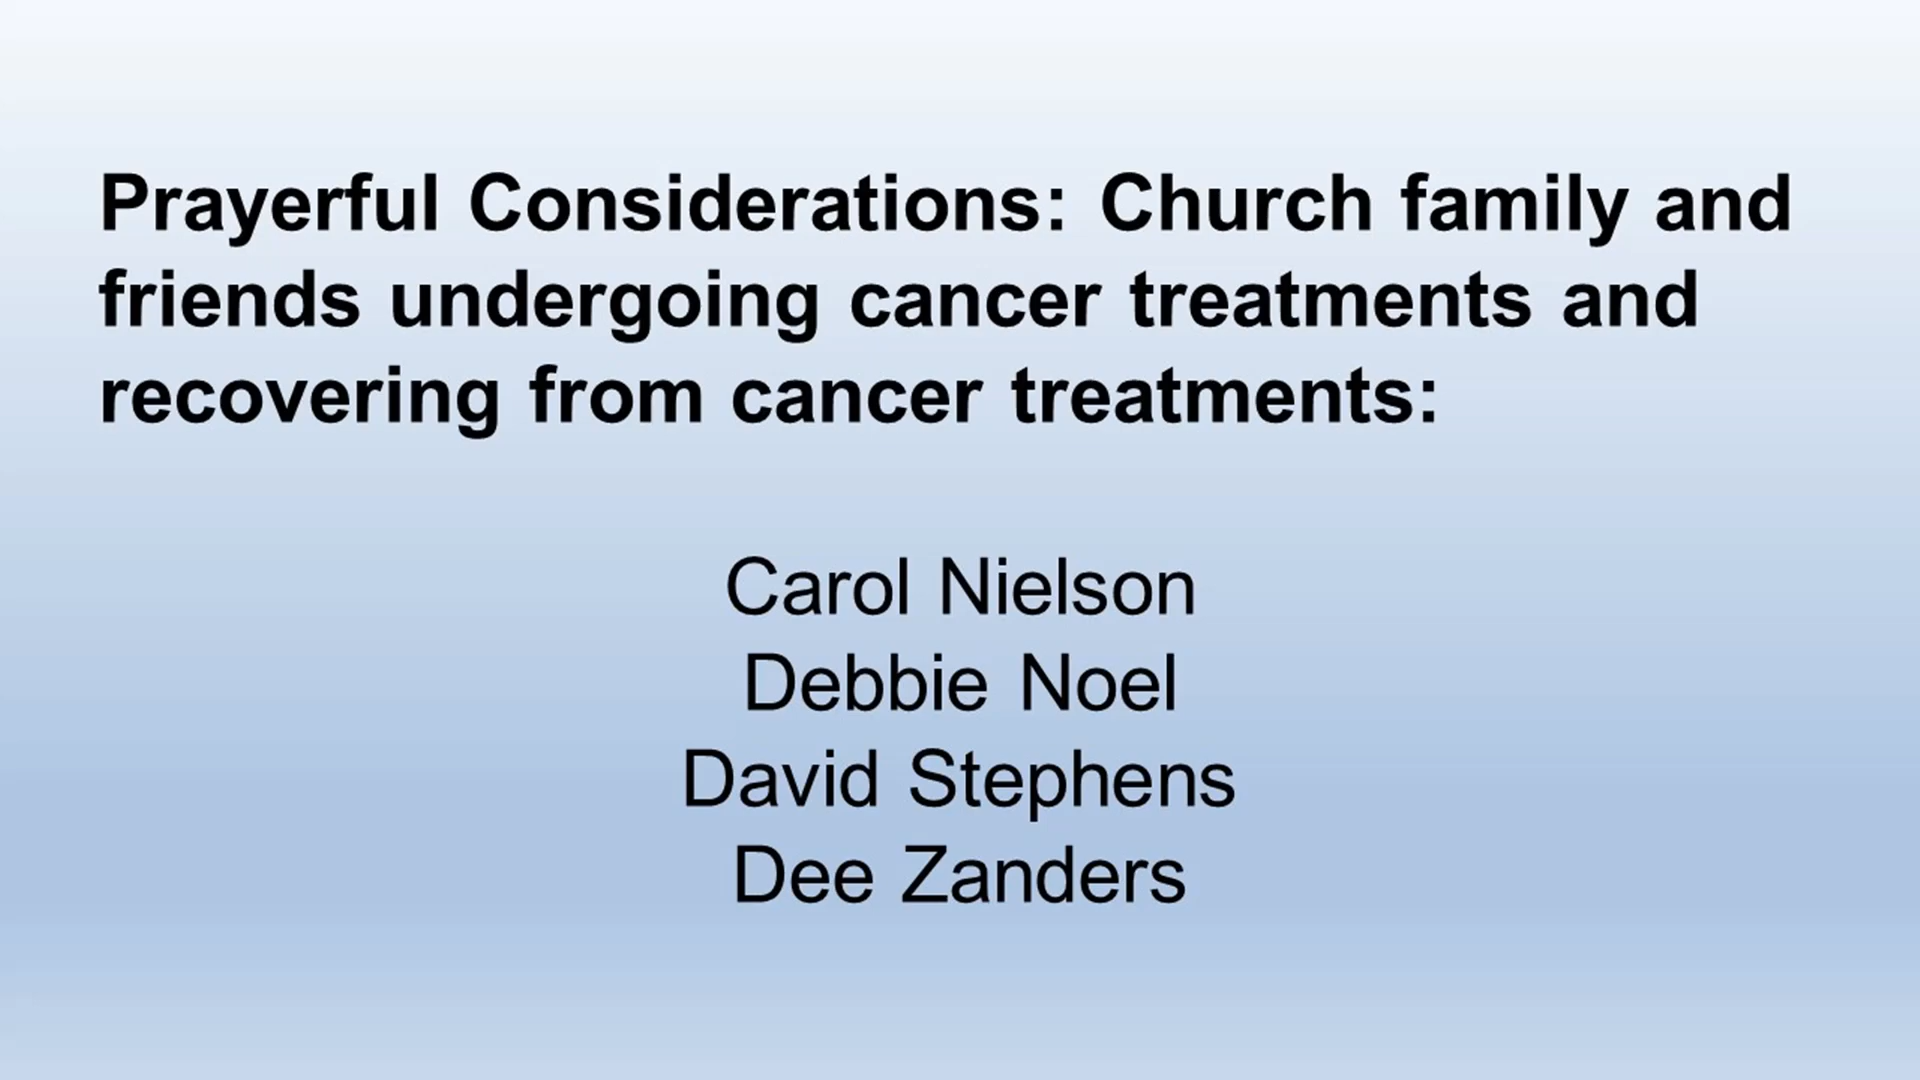 Prayerful Considerations: Church family and
friends undergoing cancer treatments and
recovering from cancer treatments:
Carol Nielson
Debbie Noel
David Stephens
Dee Zanders